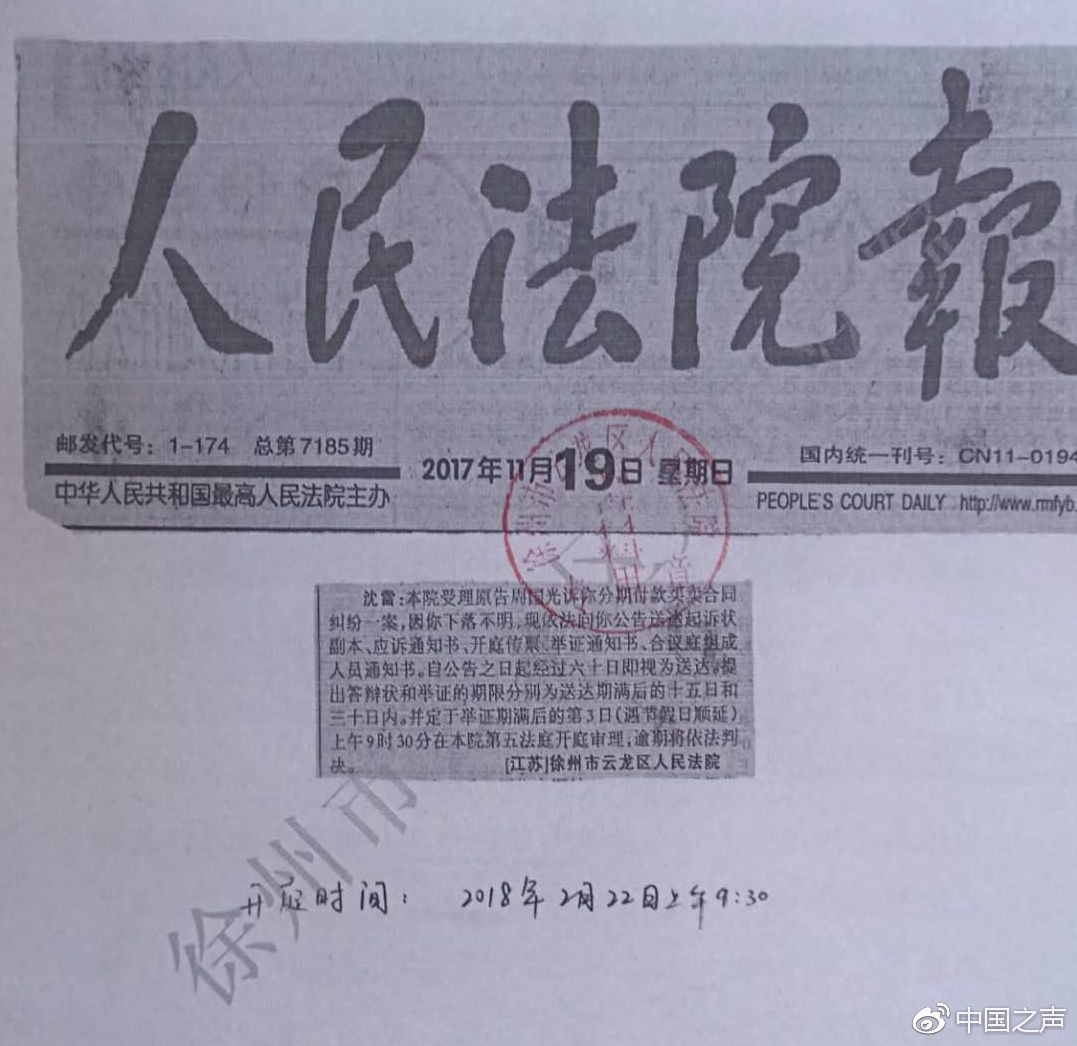 人民法院報
邮发代号：1-174 总第7185期
2017年11月19日 星期日
国内统一刊号：CN11-0194
中华人民共和国最高人民法院主办
PEOPLE'S COURT DAILY http://www.rmfyb.
沈雷：本院受理原告周国光诉你分期付款买卖合同
纠纷一案，因你下落不明，现依法向你公告送达起诉状
副本、应诉通知书、开庭传票、举证通知书、合议庭组成
人员通知书。自公告之日起经过六十日即视为送达。提
出答辩状和举证的期限分别为送达期满后的十五日和
三十日内。并定于举证期满后的第3日（遇节假日顺延）
上午9时30分在本院第五法庭开庭审理，逾期将依法判
决。 [江苏]徐州市云龙区人民法院
开庭时间： 2018年2月22日上午9:30
徐州市
中国之声